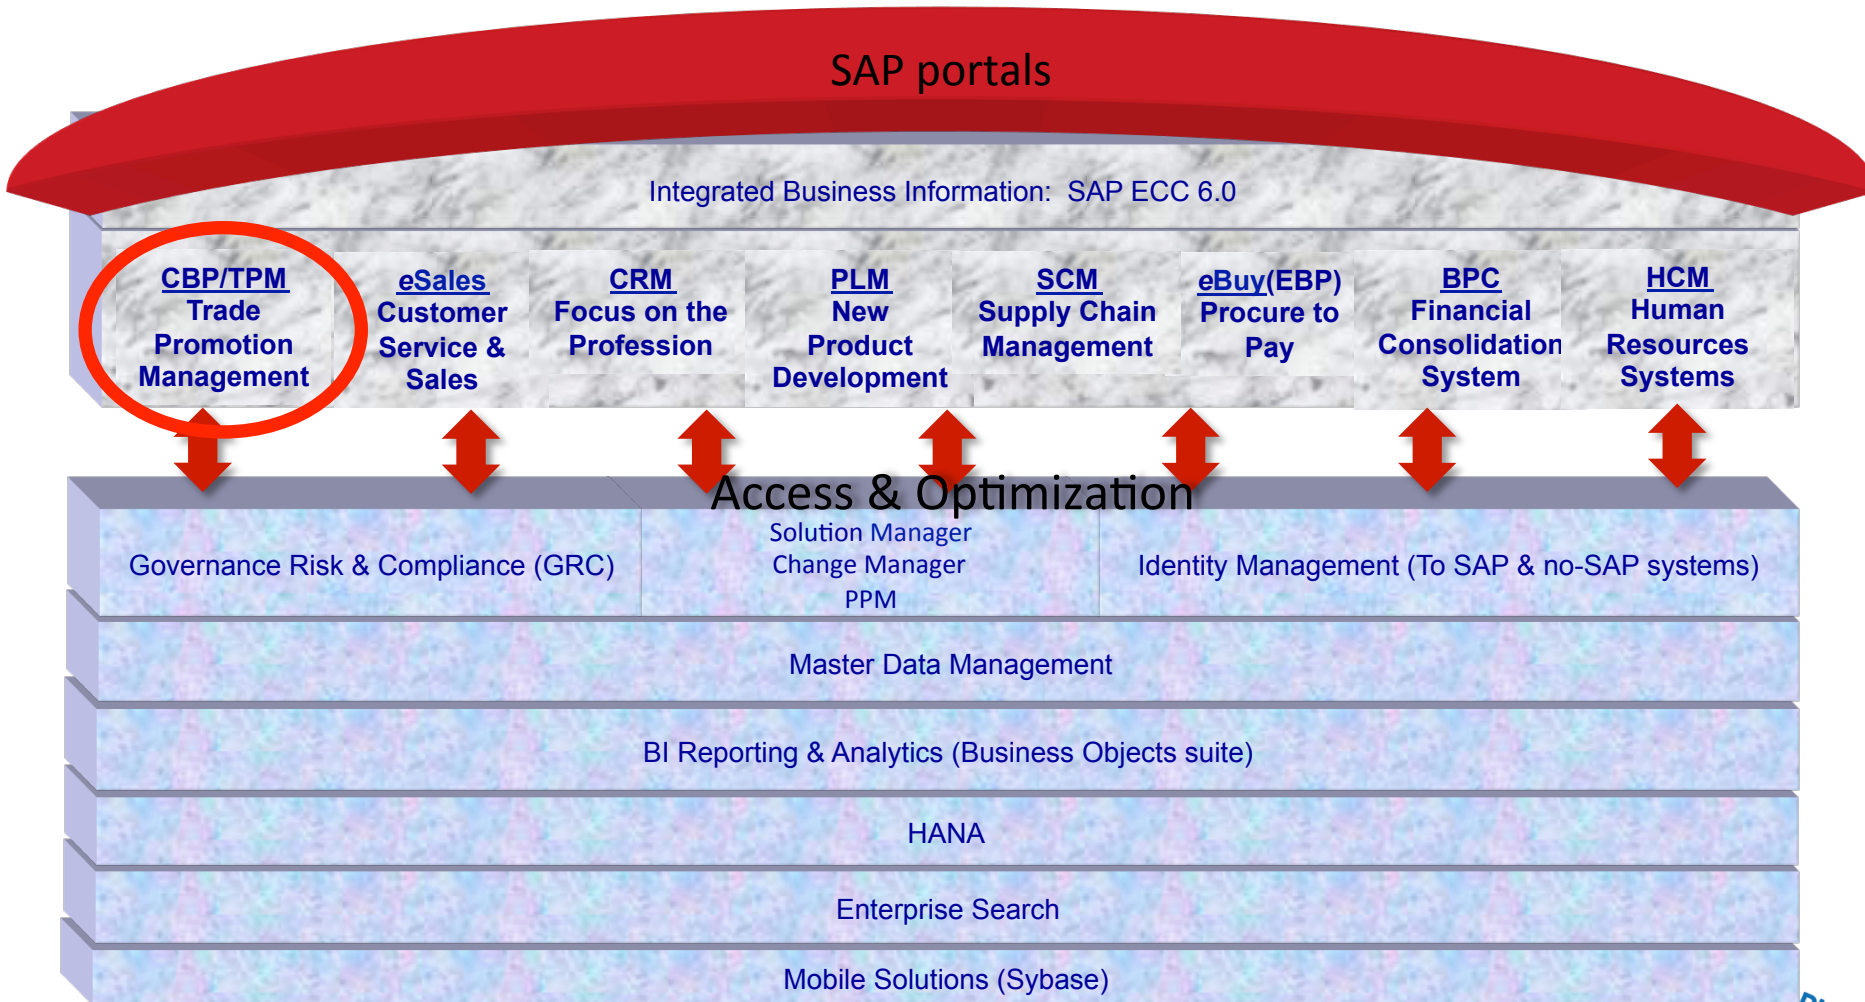 SAP portals
Integrated Business Information:  SAP ECC 6.0
CBP/TPM
Trade
Promotion
Management
eSales
Customer
Service &
Sales
CRM
Focus on the
Profession
PLM
New
Product
Development
SCM
Supply Chain
Management
eBuy(EBP)
Procure to
Pay
BPC
Financial
Consolidation
System
HCM
Human
Resources
Systems
Access & Optimization
Governance Risk & Compliance (GRC)
Solution Manager
Change Manager
PPM
Identity Management (To SAP & no-SAP systems)
Master Data Management
BI Reporting & Analytics (Business Objects suite)
HANA
Enterprise Search
Mobile Solutions (Sybase)